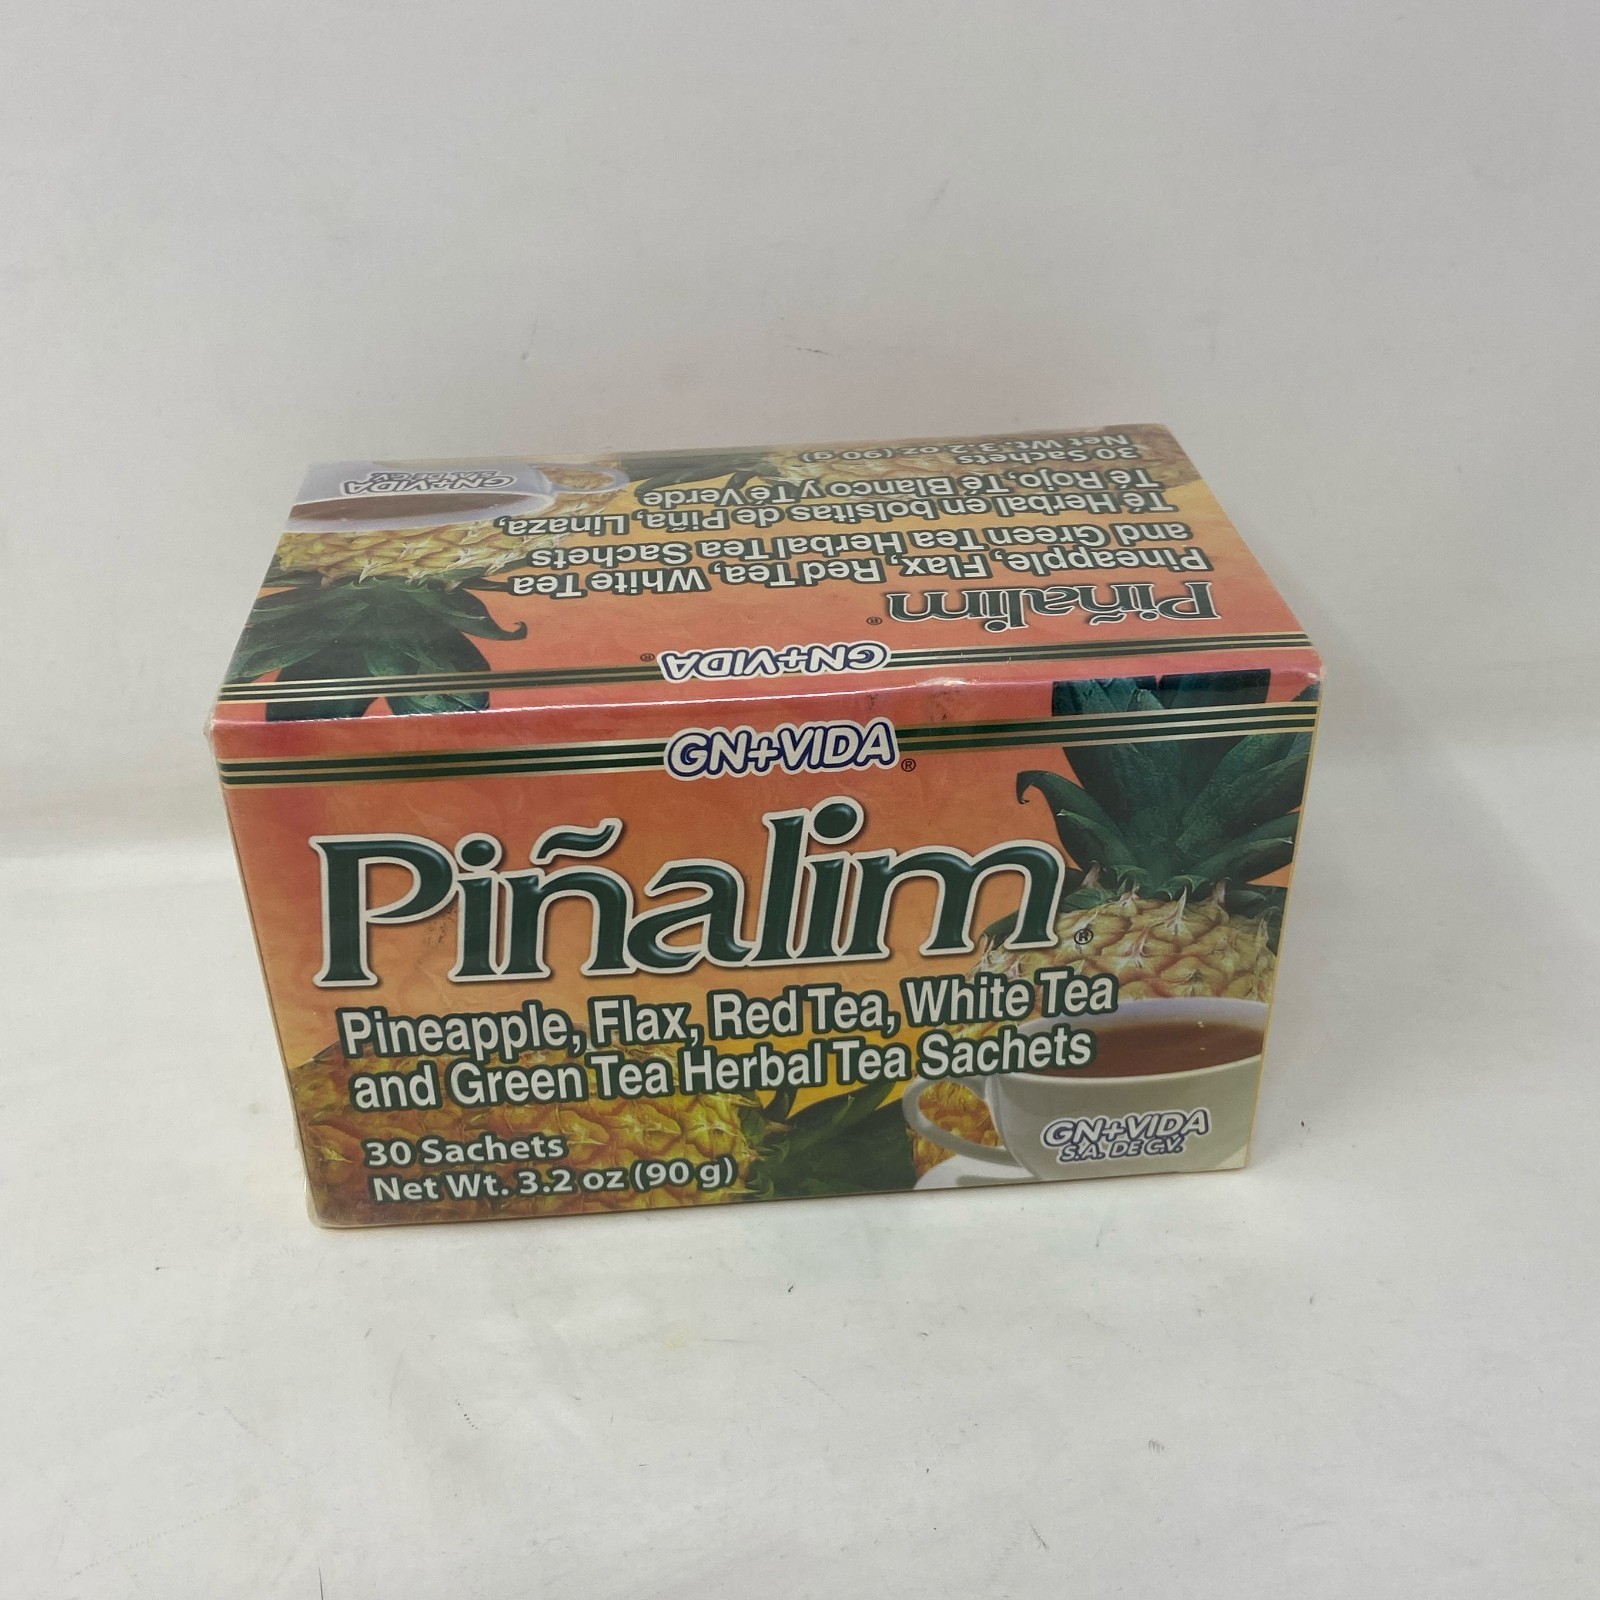 GN+VIDA®
Piñalim®
Pineapple, Flax, Red Tea, White Tea
and Green Tea Herbal Tea Sachets
30 Sachets
Net Wt. 3.2 oz (90 g)
GN+VIDA
S.A. DE C.V.
GN+VIDA®
Piñalim®
Pineapple, Flax, Red Tea, White Tea
and Green Tea Herbal Tea Sachets
Té Herbal en bolsitas de Piña, Linaza,
Té Rojo, Té Blanco y Té Verde
30 Sachets
Net Wt. 3.2 oz (90 g)
GN+VIDA
S.A. DE C.V.